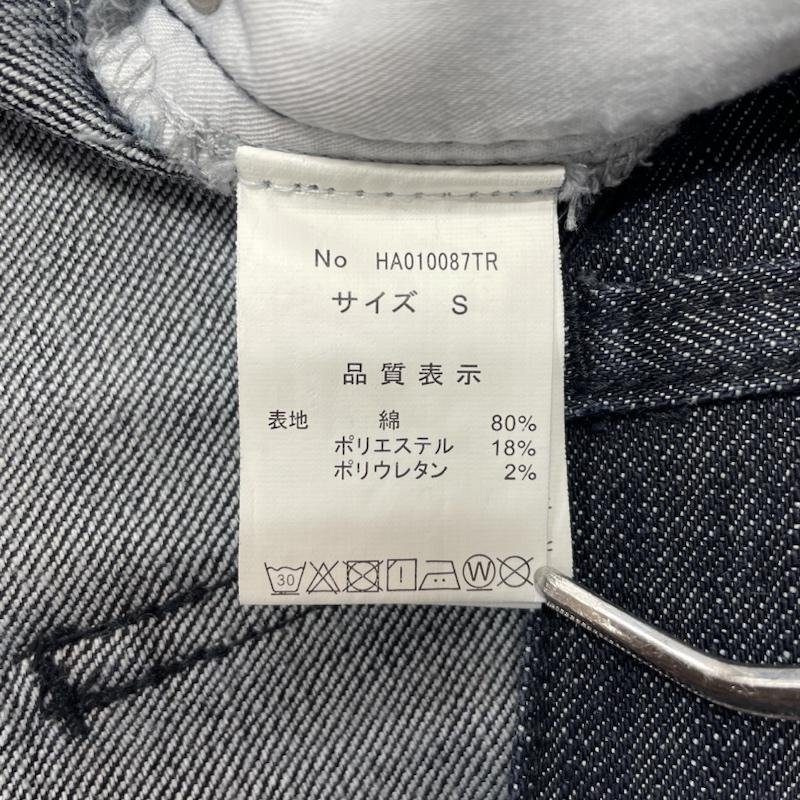 No HA010087TR
サイズ S
品質表示
表地 綿 80%
ポリエステル 18%
ポリウレタン 2%
30 W